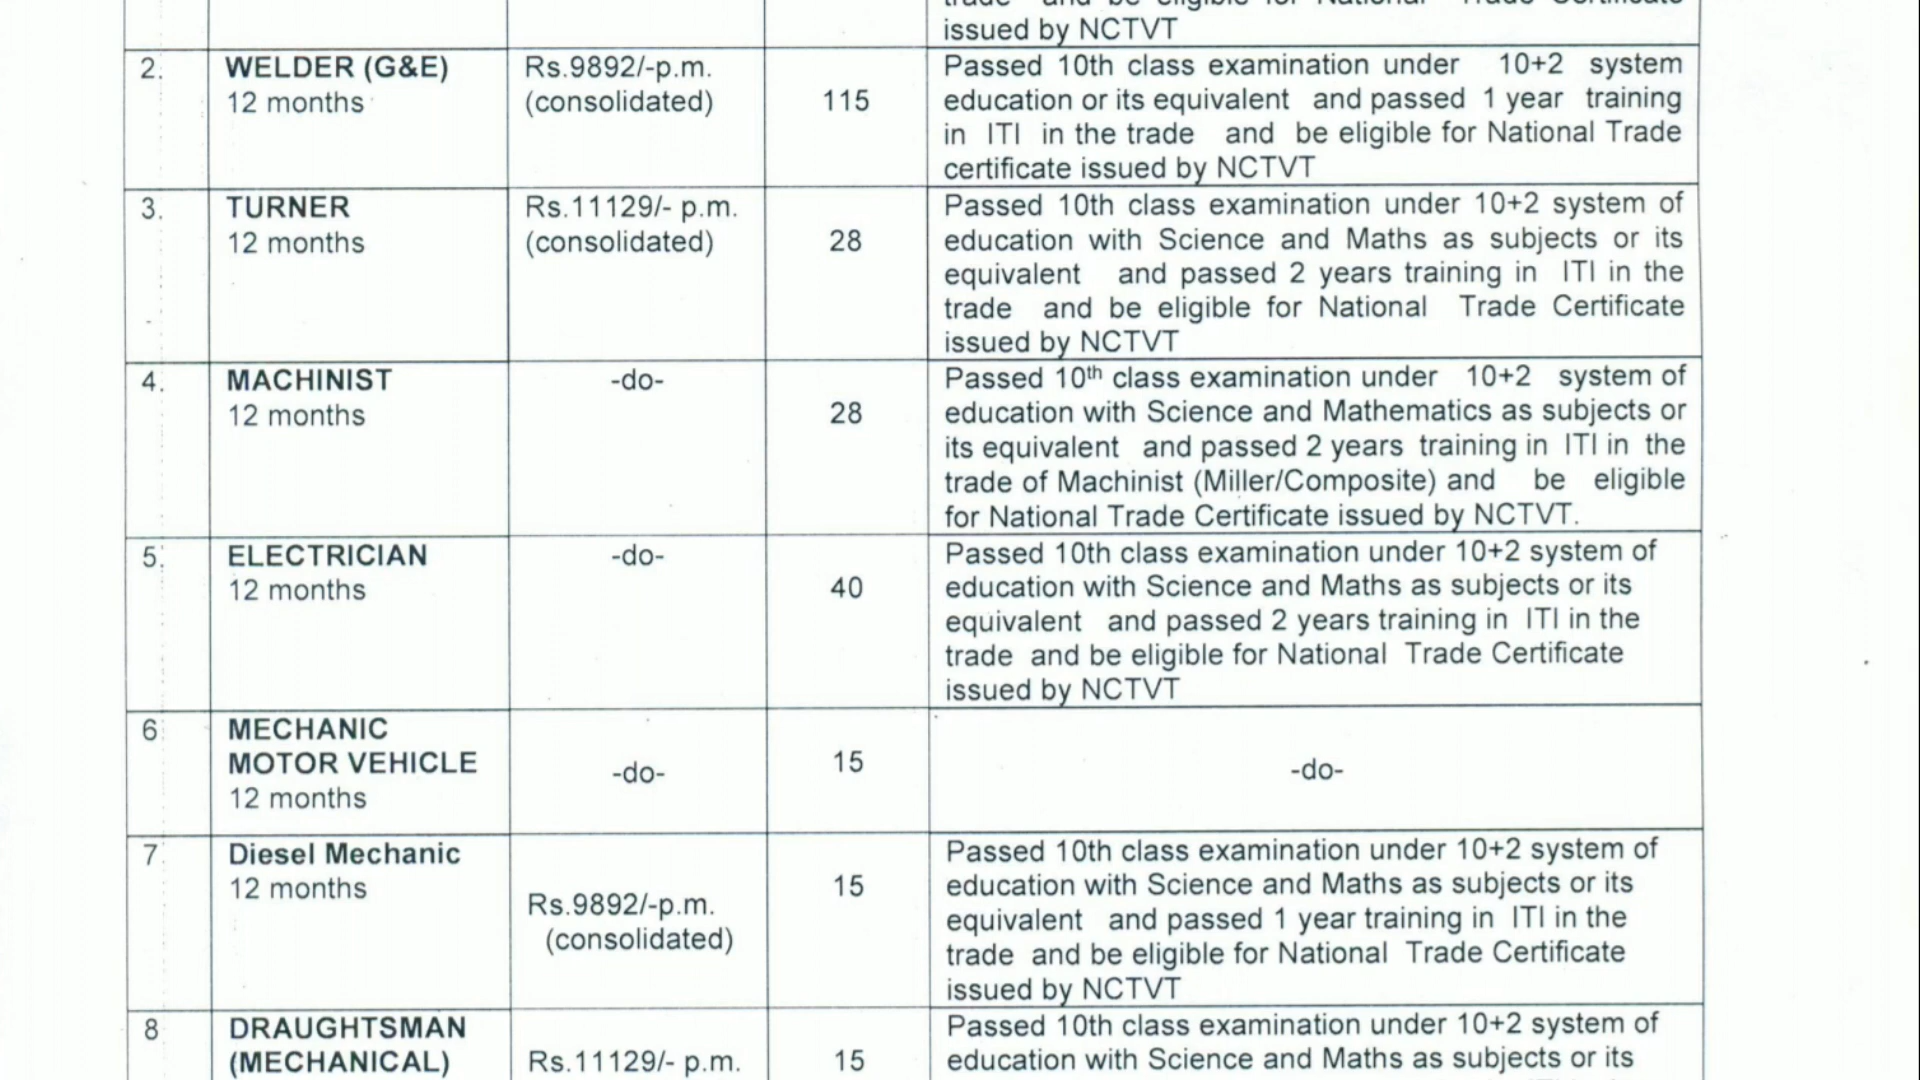 trade and be eligible for National Trade Certificate
issued by NCTVT
2. WELDER (G&E) Rs.9892/-p.m. Passed 10th class examination under 10+2 system
12 months (consolidated) 115 education or its equivalent and passed 1 year training
in ITI in the trade and be eligible for National Trade
certificate issued by NCTVT
3. TURNER Rs.11129/- p.m. Passed 10th class examination under 10+2 system of
12 months (consolidated) 28 education with Science and Maths as subjects or its
equivalent and passed 2 years training in ITI in the
trade and be eligible for National Trade Certificate
issued by NCTVT
4. MACHINIST -do- Passed 10th class examination under 10+2 system of
12 months 28 education with Science and Mathematics as subjects or
its equivalent and passed 2 years training in ITI in the
trade of Machinist (Miller/Composite) and be eligible
for National Trade Certificate issued by NCTVT.
5. ELECTRICIAN -do- Passed 10th class examination under 10+2 system of
12 months 40 education with Science and Maths as subjects or its
equivalent and passed 2 years training in ITI in the
trade and be eligible for National Trade Certificate
issued by NCTVT
6 MECHANIC
MOTOR VEHICLE -do- 15 -do-
12 months
7 Diesel Mechanic Passed 10th class examination under 10+2 system of
12 months 15 education with Science and Maths as subjects or its
Rs.9892/-p.m. equivalent and passed 1 year training in ITI in the
(consolidated) trade and be eligible for National Trade Certificate
issued by NCTVT
8 DRAUGHTSMAN Passed 10th class examination under 10+2 system of
(MECHANICAL) Rs.11129/- p.m. 15 education with Science and Maths as subjects or its